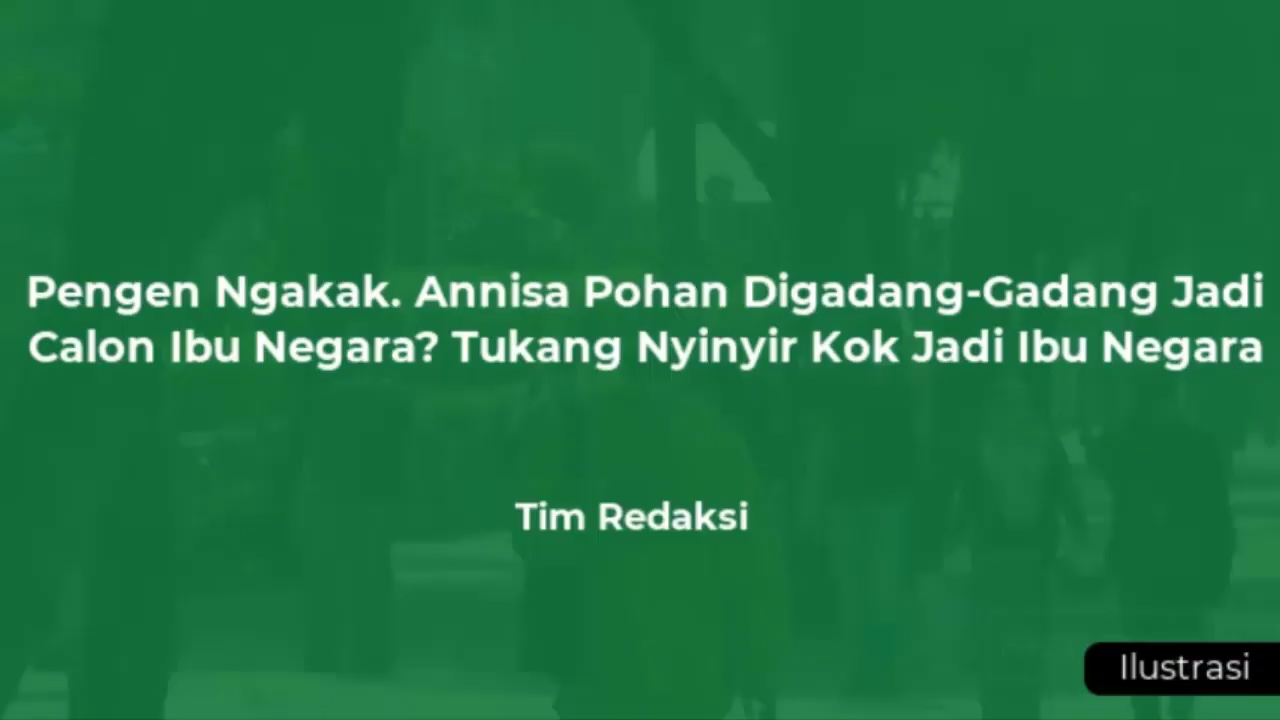 Pengen Ngakak. Annisa Pohan Digadang-Gadang Jadi
Calon Ibu Negara? Tukang Nyinyir Kok Jadi Ibu Negara
Tim Redaksi
Ilustrasi